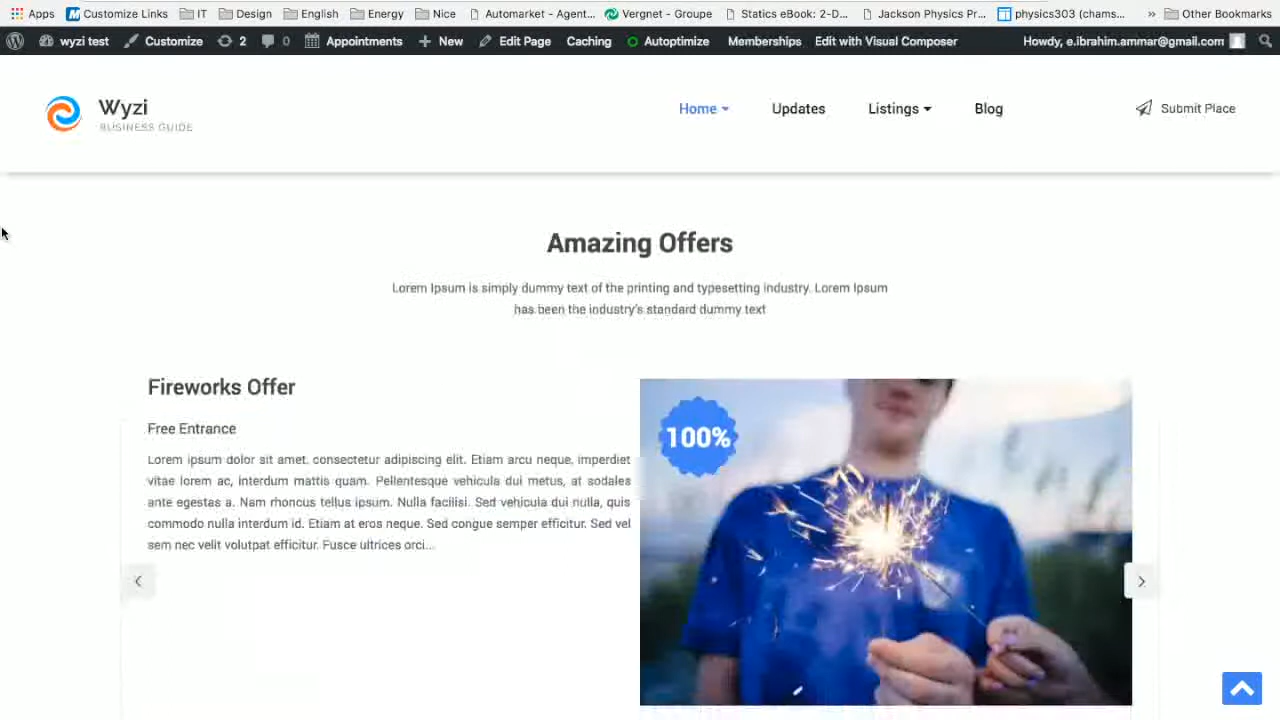 Apps Customize Links IT Design English Energy Nice Automarket - Agent... Vergnet - Groupe Statics eBook: 2-D... Jackson Physics Pr... physics303 (chams... » Other Bookmarks
wyzi test Customize 2 0 Appointments New Edit Page Caching Autoptimize Memberships Edit with Visual Composer Howdy, e.ibrahim.ammar@gmail.com
Wyzi
BUSINESS GUIDE
Home Updates Listings Blog Submit Place
Amazing Offers
Lorem Ipsum is simply dummy text of the printing and typesetting industry. Lorem Ipsum
has been the industry's standard dummy text
Fireworks Offer
Free Entrance
Lorem ipsum dolor sit amet, consectetur adipiscing elit. Etiam arcu neque, imperdiet
vitae lorem ac, interdum mattis quam. Pellentesque vehicula dui metus, at sodales
ante egestas a. Nam rhoncus tellus ipsum. Nulla facilisi. Sed vehicula dui nulla, quis
commodo nulla interdum id. Etiam at eros neque. Sed congue semper efficitur. Sed vel
sem nec velit volutpat efficitur. Fusce ultrices orci...
100%